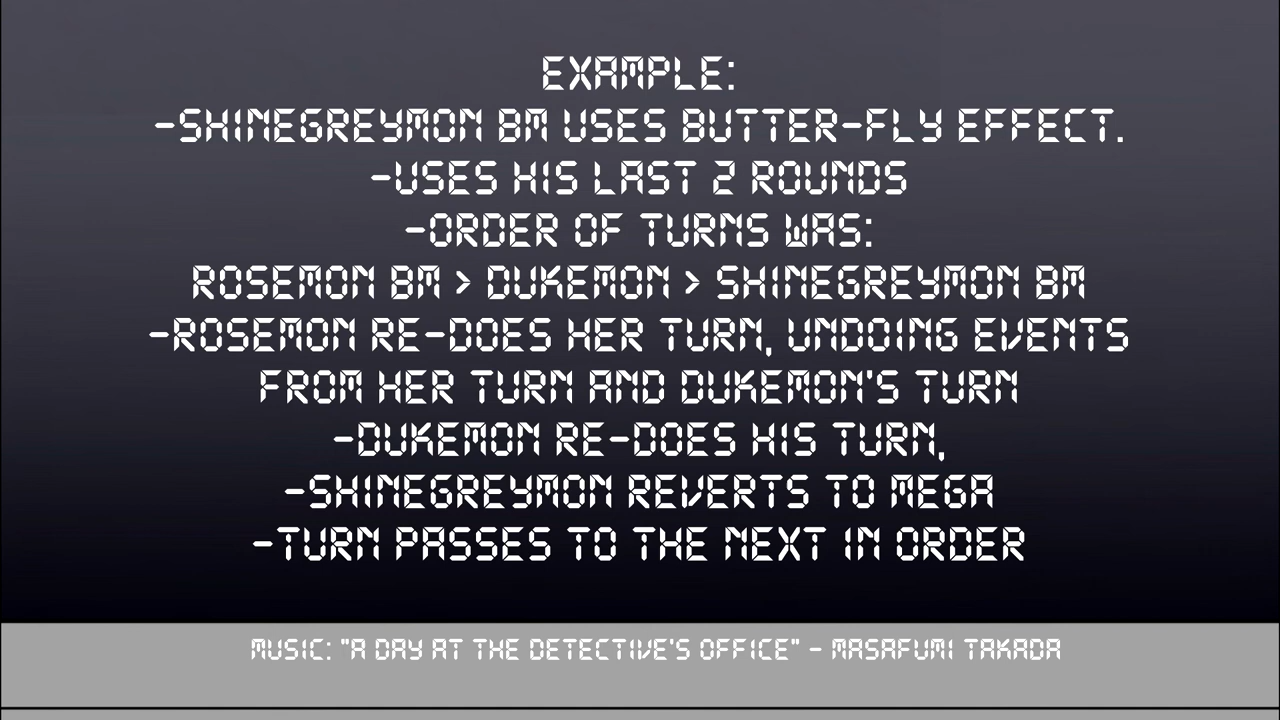 EXAMPLE:
-SHINEGREYMON BM USES BUTTER-FLY EFFECT.
-USES HIS LAST 2 ROUNDS
-ORDER OF TURNS WAS:
ROSEMON BM > DUKEMON > SHINEGREYMON BM
-ROSEMON RE-DOES HER TURN, UNDOING EVENTS
FROM HER TURN AND DUKEMON'S TURN
-DUKEMON RE-DOES HIS TURN,
-SHINEGREYMON REVERTS TO MEGA
-TURN PASSES TO THE NEXT IN ORDER
MUSIC: "A DAY AT THE DETECTIVE'S OFFICE" - MASAFUMI TAKADA